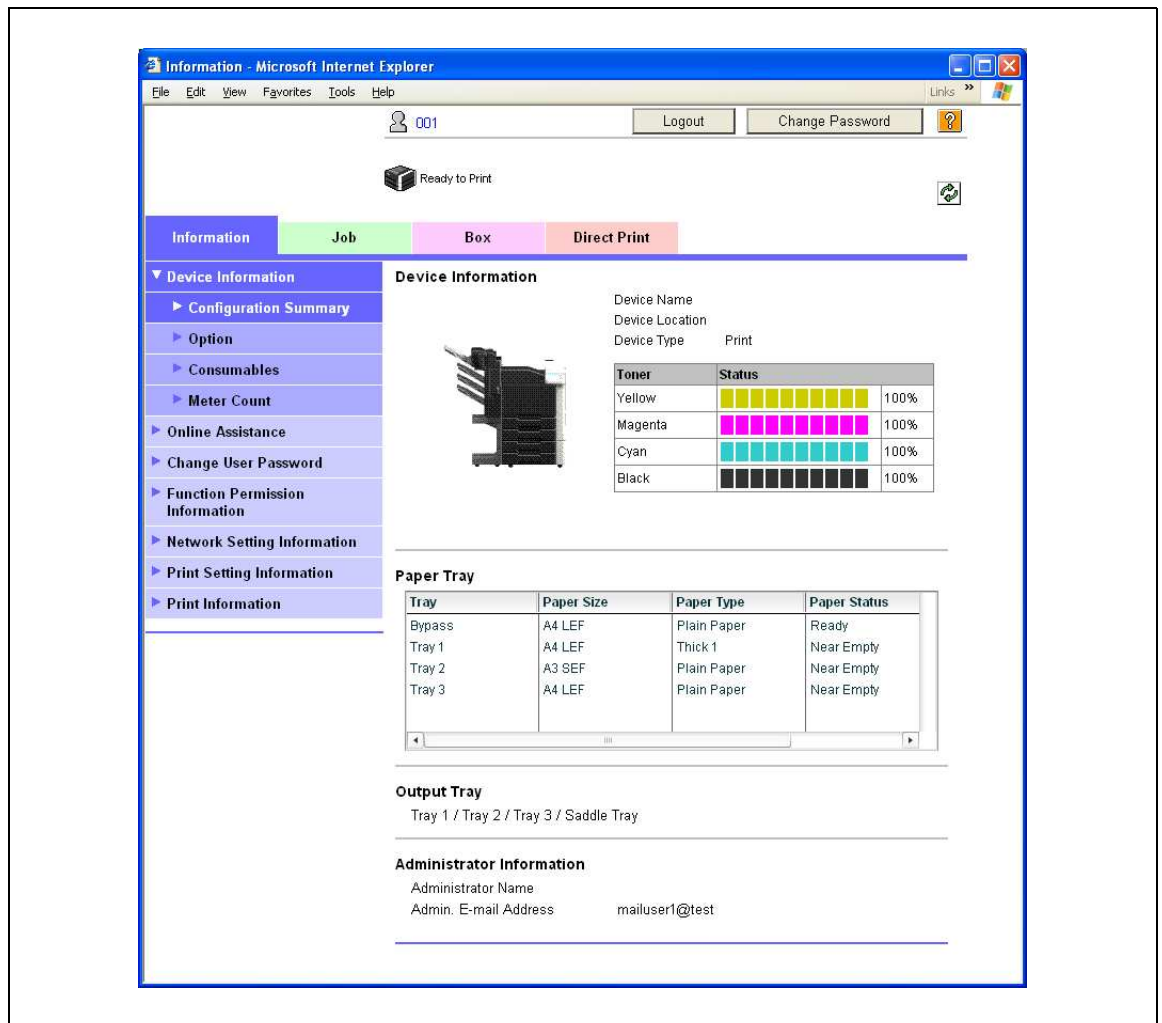 Information - Microsoft Internet Explorer
File Edit View Favorites Tools Help Links »
001 Logout Change Password ?
Ready to Print
Information Job Box Direct Print
Device Information
Configuration Summary
Option
Consumables
Meter Count
Online Assistance
Change User Password
Function Permission
Information
Network Setting Information
Print Setting Information
Print Information
Device Information
Device Name
Device Location
Device Type Print
Toner Status
Yellow 100%
Magenta 100%
Cyan 100%
Black 100%
Paper Tray
Tray Paper Size Paper Type Paper Status
Bypass A4 LEF Plain Paper Ready
Tray 1 A4 LEF Thick 1 Near Empty
Tray 2 A3 SEF Plain Paper Near Empty
Tray 3 A4 LEF Plain Paper Near Empty
Output Tray
Tray 1 / Tray 2 / Tray 3 / Saddle Tray
Administrator Information
Administrator Name
Admin. E-mail Address mailuser1@test